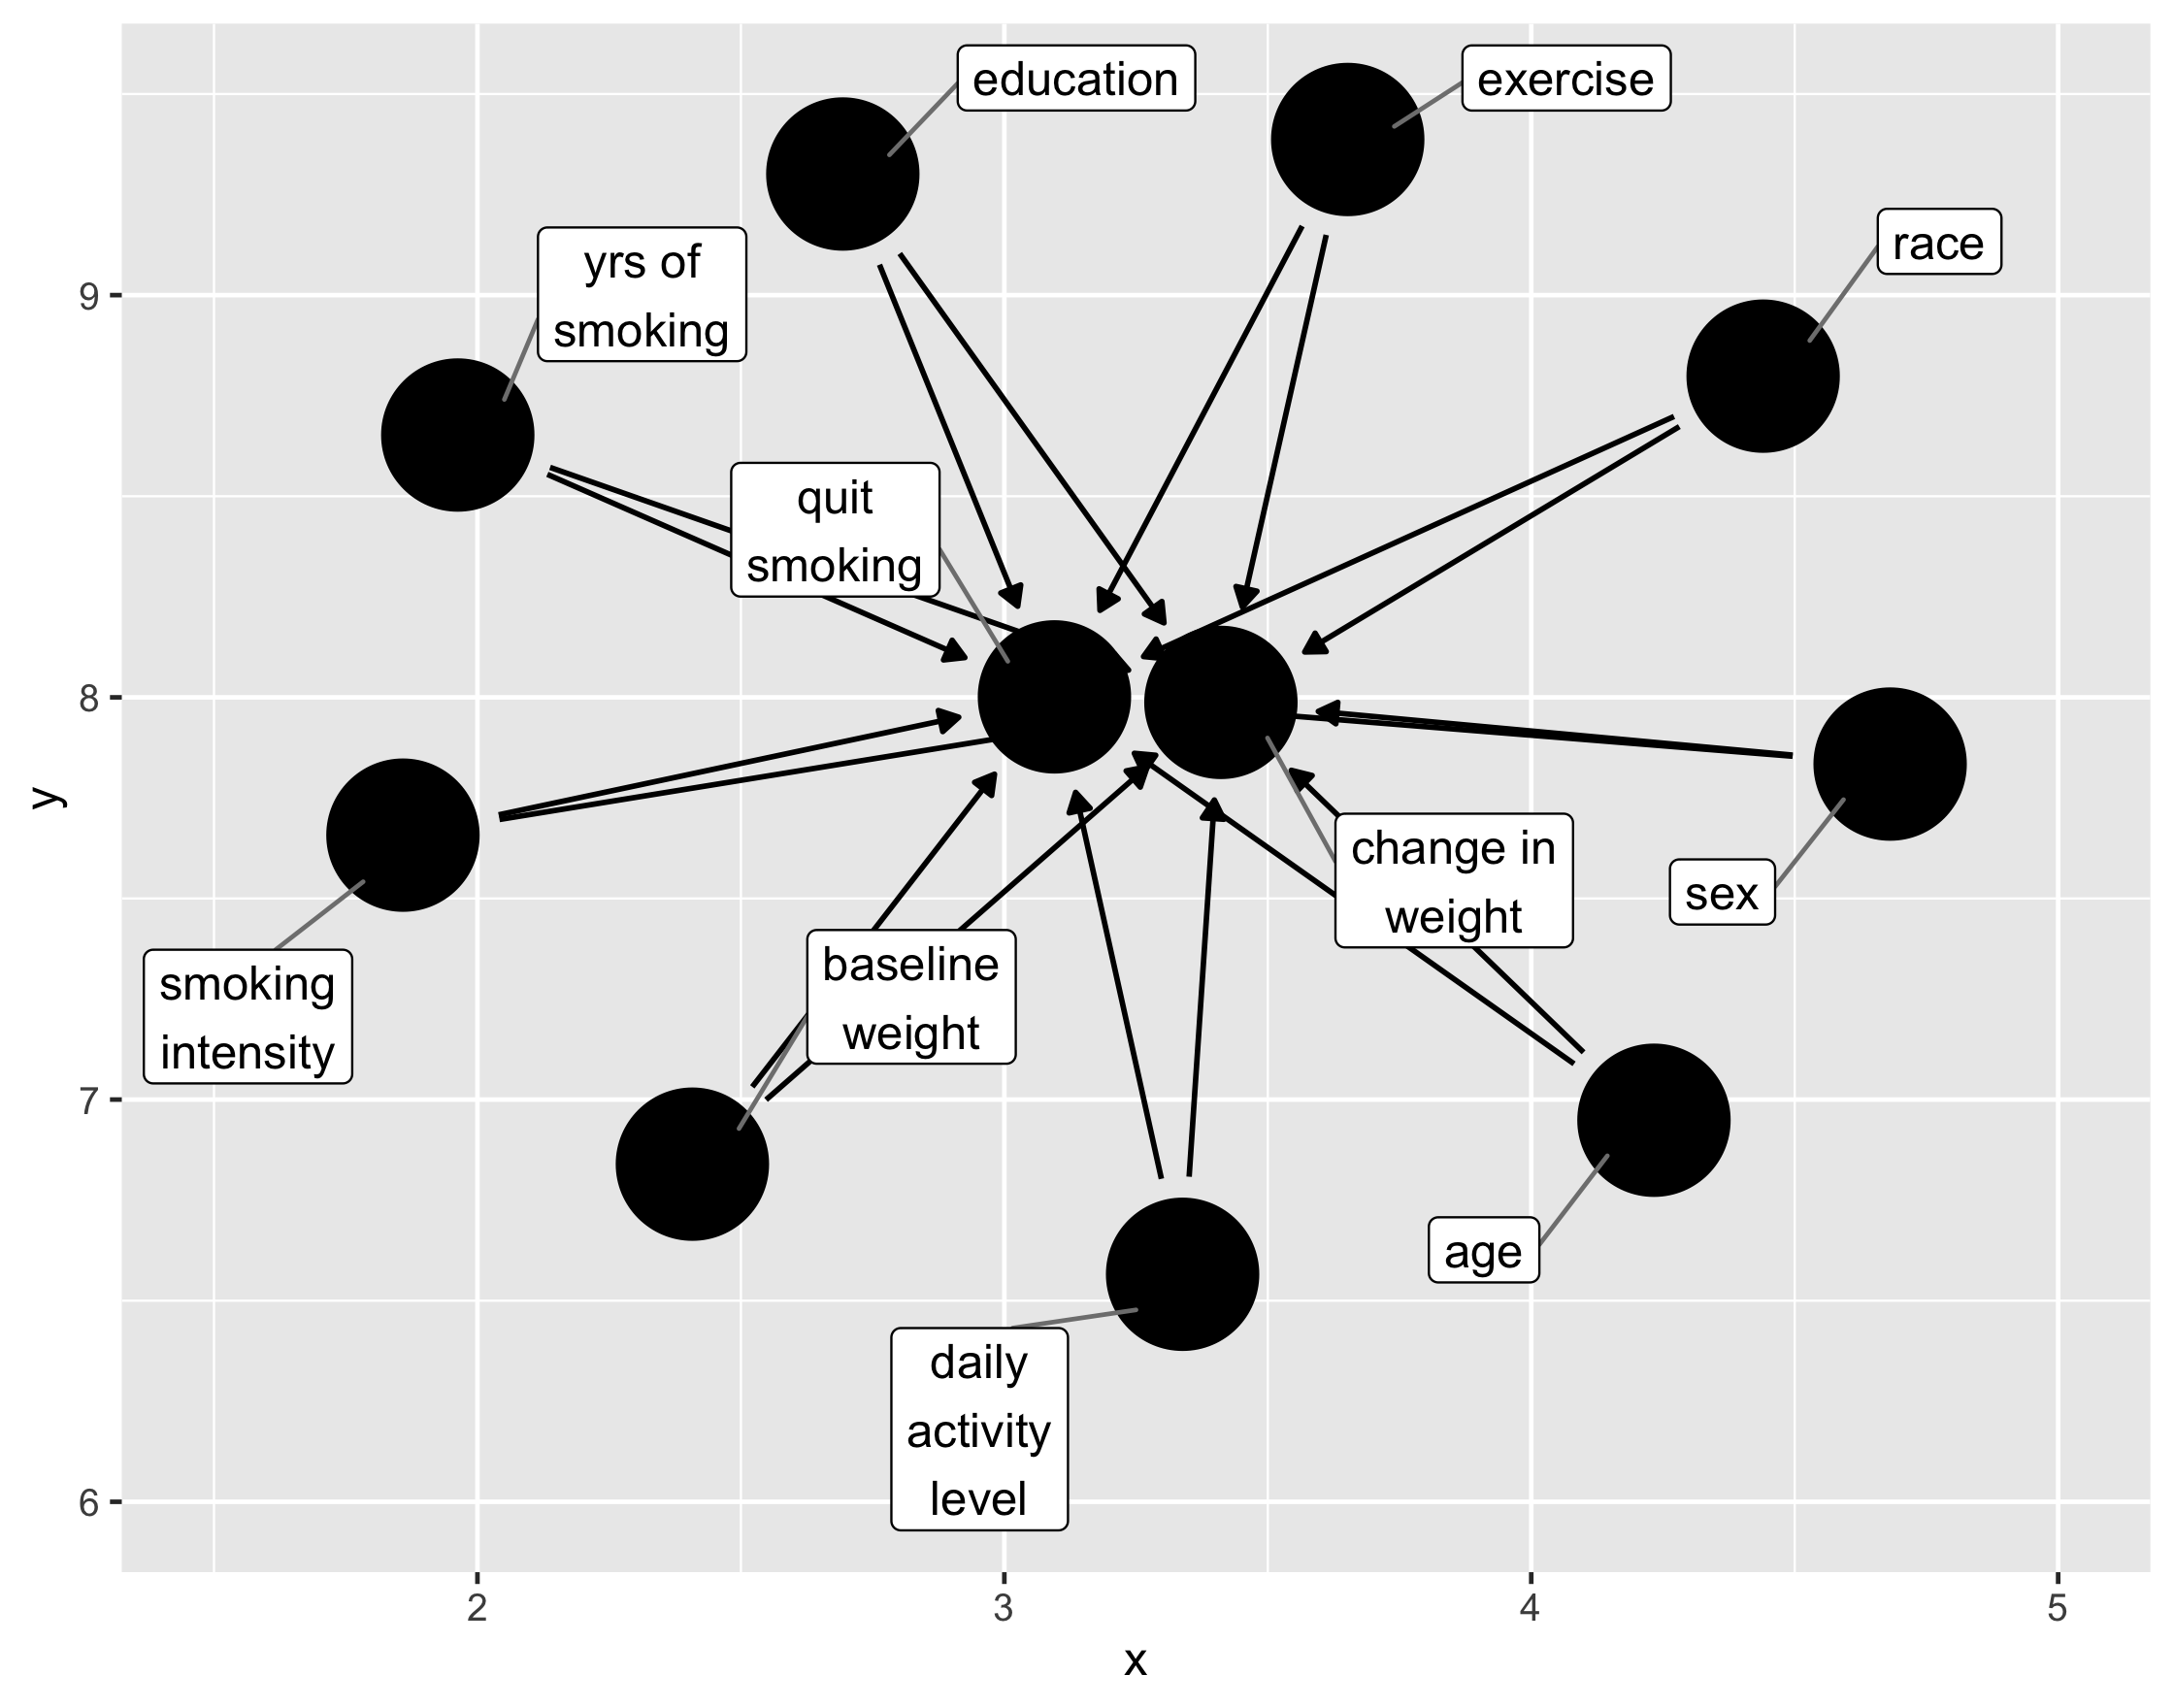 education
exercise
race
yrs of
smoking
quit
smoking
change in
weight
sex
baseline
weight
smoking
intensity
age
daily
activity
level
9
8
7
6
y
2
3
4
5
x